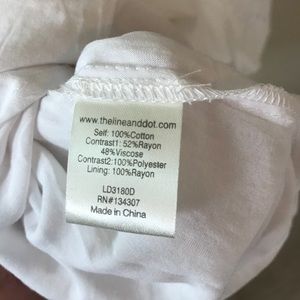 www.thelineanddot.com
Self: 100%Cotton
Contrast1: 52%Rayon
48%Viscose
Contrast2:100%Polyester
Lining: 100%Rayon
LD3180D
RN#134307
Made in China